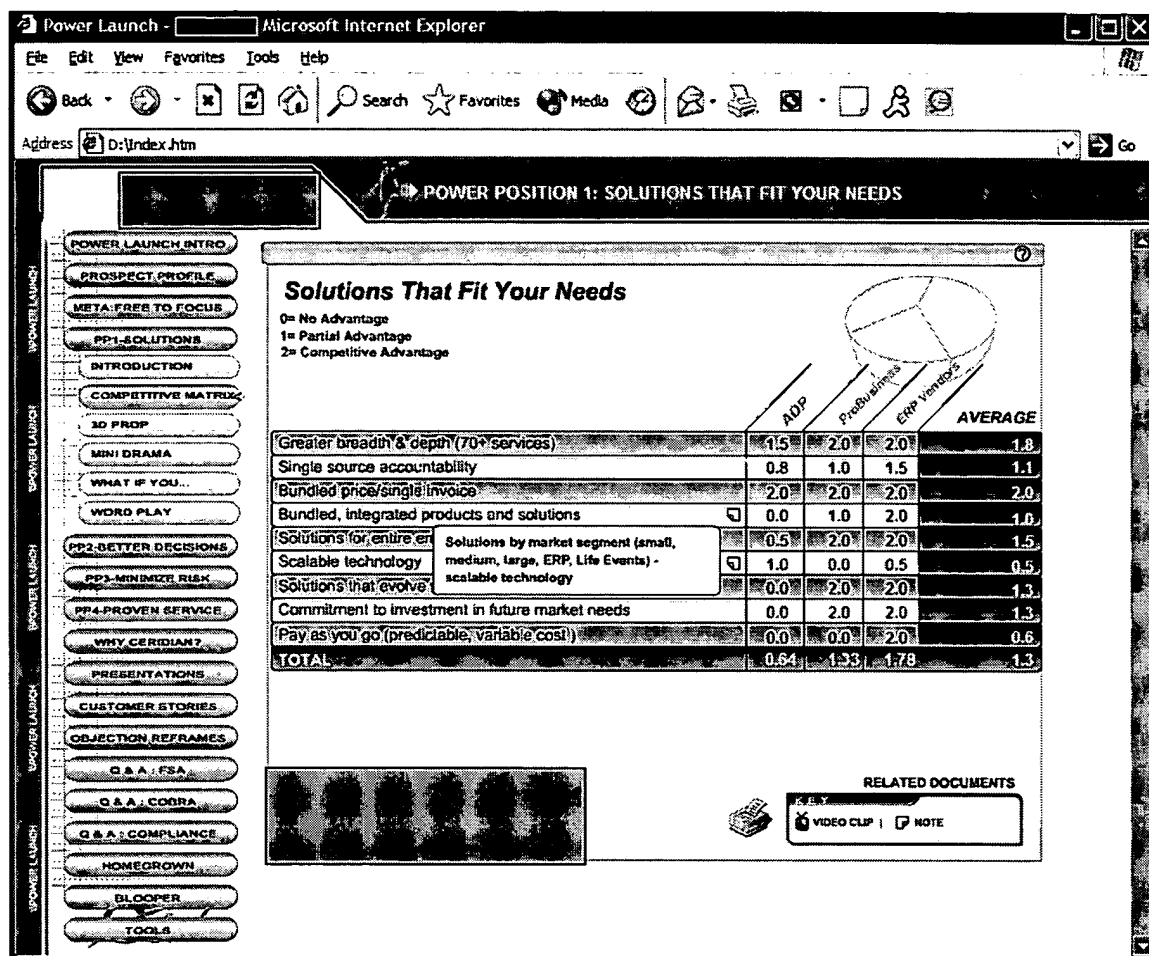 Power Launch - Microsoft Internet Explorer
File Edit View Favorites Tools Help
Back Search Favorites Media
Address D:\Index.htm Go
POWER POSITION 1: SOLUTIONS THAT FIT YOUR NEEDS
POWER LAUNCH INTRO
PROSPECT PROFILE
META:FREE TO FOCUS
PP1-SOLUTIONS
INTRODUCTION
COMPETITIVE MATRIX
3D PROP
MINI DRAMA
WHAT IF YOU...
WORD PLAY
PP2-BETTER DECISIONS
PP3-MINIMIZE RISK
PP4-PROVEN SERVICE
WHY CERIDIAN?
PRESENTATIONS
CUSTOMER STORIES
OBJECTION REFRAMES
Q & A : FSA
Q & A : COBRA
Q & A : COMPLIANCE
HOMEGROWN
BLOOPER
TOOLS
POWER LAUNCH
POWER LAUNCH
POWER LAUNCH
POWER LAUNCH
POWER LAUNCH
Solutions That Fit Your Needs
0= No Advantage
1= Partial Advantage
2= Competitive Advantage
ADP ProBusiness ERP Vendors AVERAGE
Greater breadth & depth (70+ services) 1.5 2.0 2.0 1.8
Single source accountability 0.8 1.0 1.5 1.1
Bundled price/single invoice 2.0 2.0 2.0 2.0
Bundled, integrated products and solutions 0.0 1.0 2.0 1.0
Solutions for entire em 0.5 2.0 2.0 1.5
Scalable technology 1.0 0.0 0.5 0.5
Solutions that evolve 0.0 2.0 2.0 1.3
Commitment to investment in future market needs 0.0 2.0 2.0 1.3
Pay as you go (predictable, variable cost) 0.0 0.0 2.0 0.6
TOTAL 0.64 1.33 1.78 1.3
Solutions by market segment (small,
medium, large, ERP, Life Events) -
scalable technology
RELATED DOCUMENTS
KEY
VIDEO CLIP | NOTE